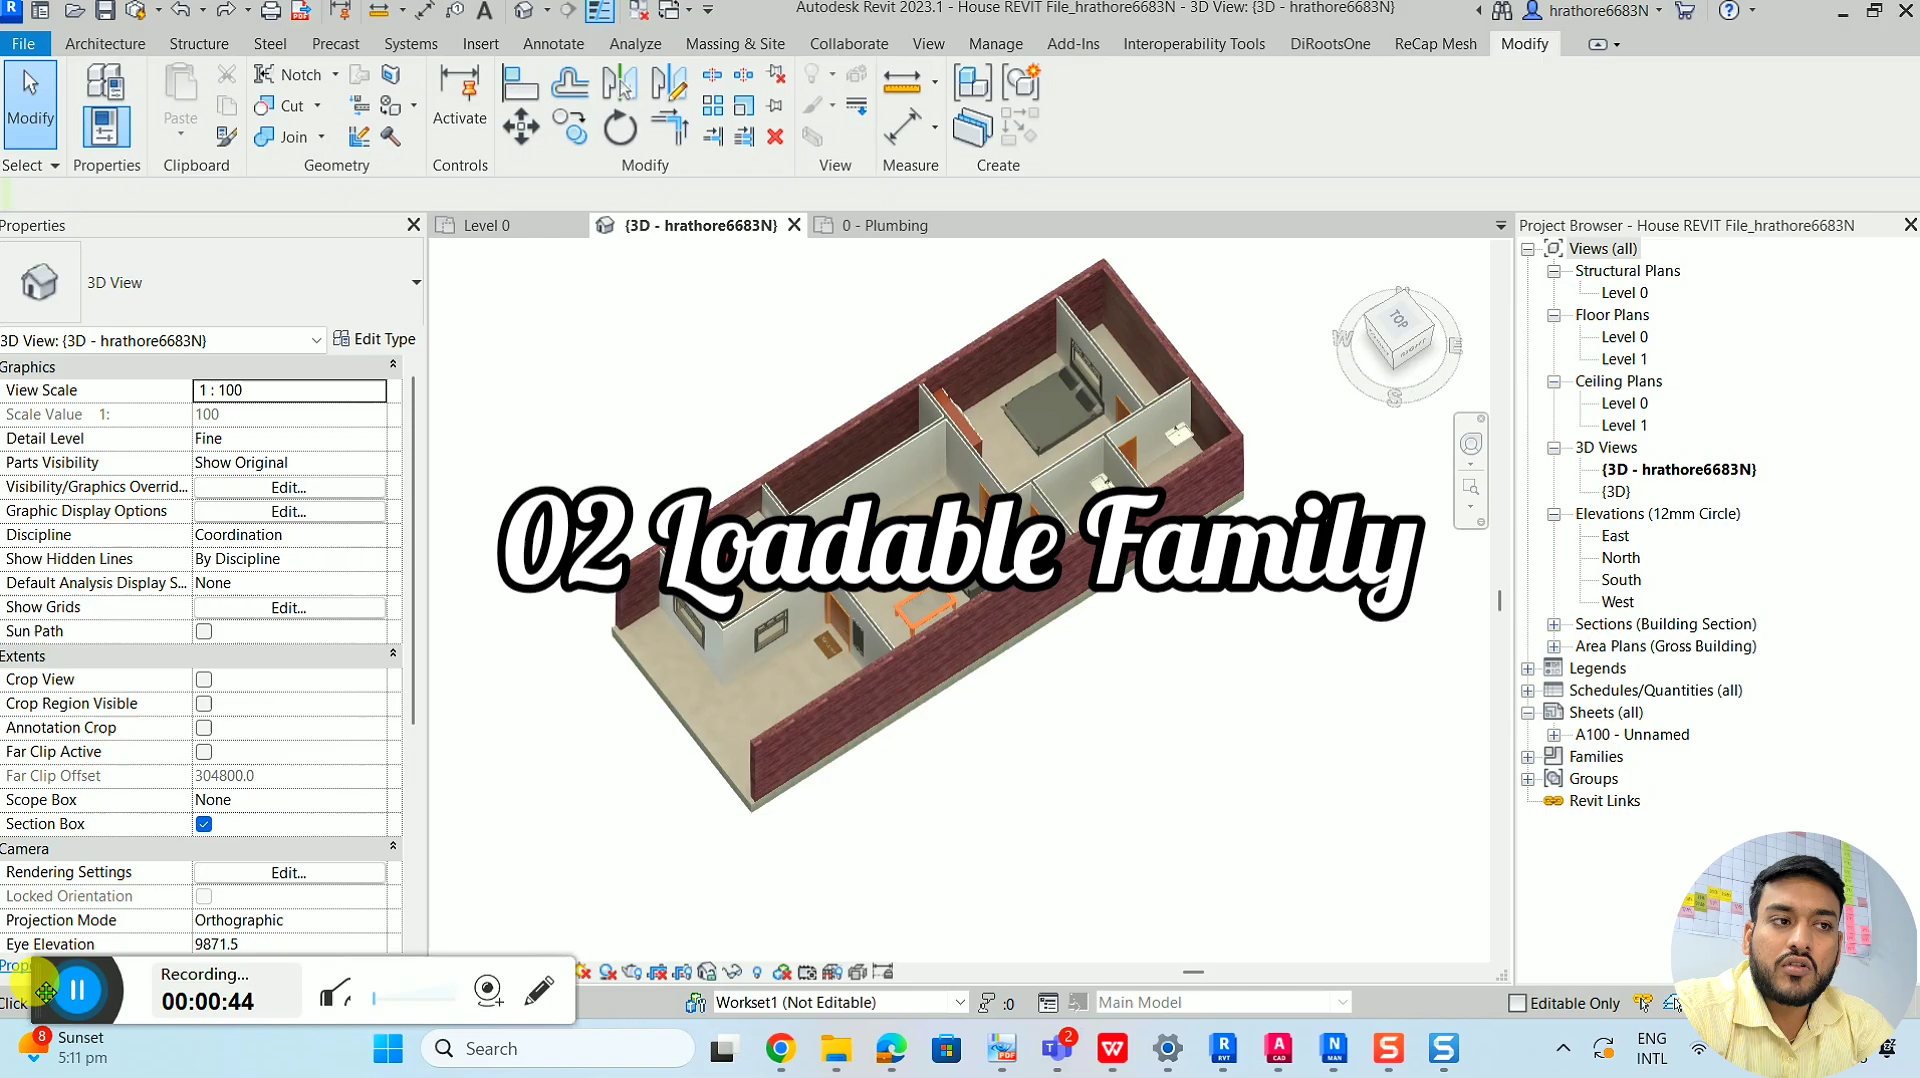 Autodesk Revit 2023.1 - House REVIT File_hrathore6683N - 3D View: {3D - hrathore6683N}
hrathore6683N
File Architecture Structure Steel Precast Systems Insert Annotate Analyze Massing & Site Collaborate View Manage Add-Ins Interoperability Tools DiRootsOne ReCap Mesh Modify
Modify
Paste
Notch
Cut
Join
Activate
Select Properties Clipboard Geometry Controls Modify View Measure Create
Properties
3D View
3D View: {3D - hrathore6683N} Edit Type
Graphics
View Scale 1 : 100
Scale Value 1: 100
Detail Level Fine
Parts Visibility Show Original
Visibility/Graphics Overrid... Edit...
Graphic Display Options Edit...
Discipline Coordination
Show Hidden Lines By Discipline
Default Analysis Display S... None
Show Grids Edit...
Sun Path
Extents
Crop View
Crop Region Visible
Annotation Crop
Far Clip Active
Far Clip Offset 304800.0
Scope Box None
Section Box
Camera
Rendering Settings Edit...
Locked Orientation
Projection Mode Orthographic
Eye Elevation 9871.5
Level 0 {3D - hrathore6683N} 0 - Plumbing
TOP
W
E
S
02 Loadable Family
Project Browser - House REVIT File_hrathore6683N
Views (all)
Structural Plans
Level 0
Floor Plans
Level 0
Level 1
Ceiling Plans
Level 0
Level 1
3D Views
{3D - hrathore6683N}
{3D}
Elevations (12mm Circle)
East
North
South
West
Sections (Building Section)
Area Plans (Gross Building)
Legends
Schedules/Quantities (all)
Sheets (all)
A100 - Unnamed
Families
Groups
Revit Links
Prop
Click
Recording...
00:00:44
Workset1 (Not Editable)
:0
Main Model
Editable Only
8
Sunset
5:11 pm
Search
2
ENG
INTL